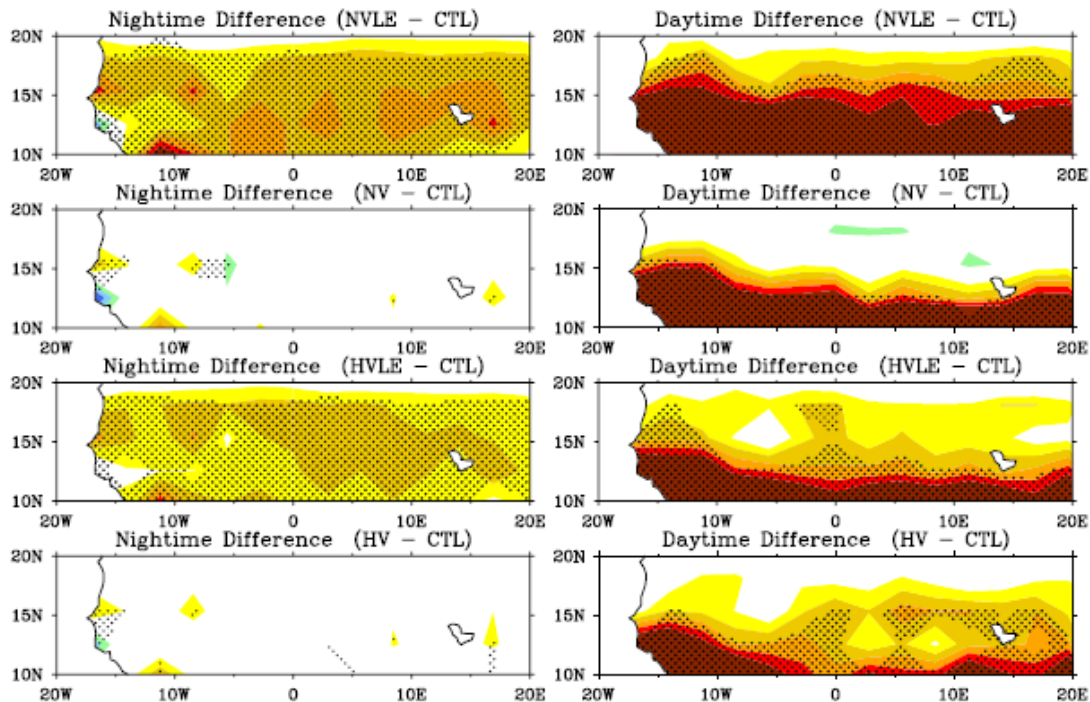 Nightime Difference (NVLE – CTL)
Daytime Difference (NVLE – CTL)
20N
15N
10N
20W 10W 0 10E 20E
20N
15N
10N
20W 10W 0 10E 20E
Nightime Difference (NV – CTL)
Daytime Difference (NV – CTL)
20N
15N
10N
20W 10W 0 10E 20E
20N
15N
10N
20W 10W 0 10E 20E
Nightime Difference (HVLE – CTL)
Daytime Difference (HVLE – CTL)
20N
15N
10N
20W 10W 0 10E 20E
20N
15N
10N
20W 10W 0 10E 20E
Nightime Difference (HV – CTL)
Daytime Difference (HV – CTL)
20N
15N
10N
20W 10W 0 10E 20E
20N
15N
10N
20W 10W 0 10E 20E